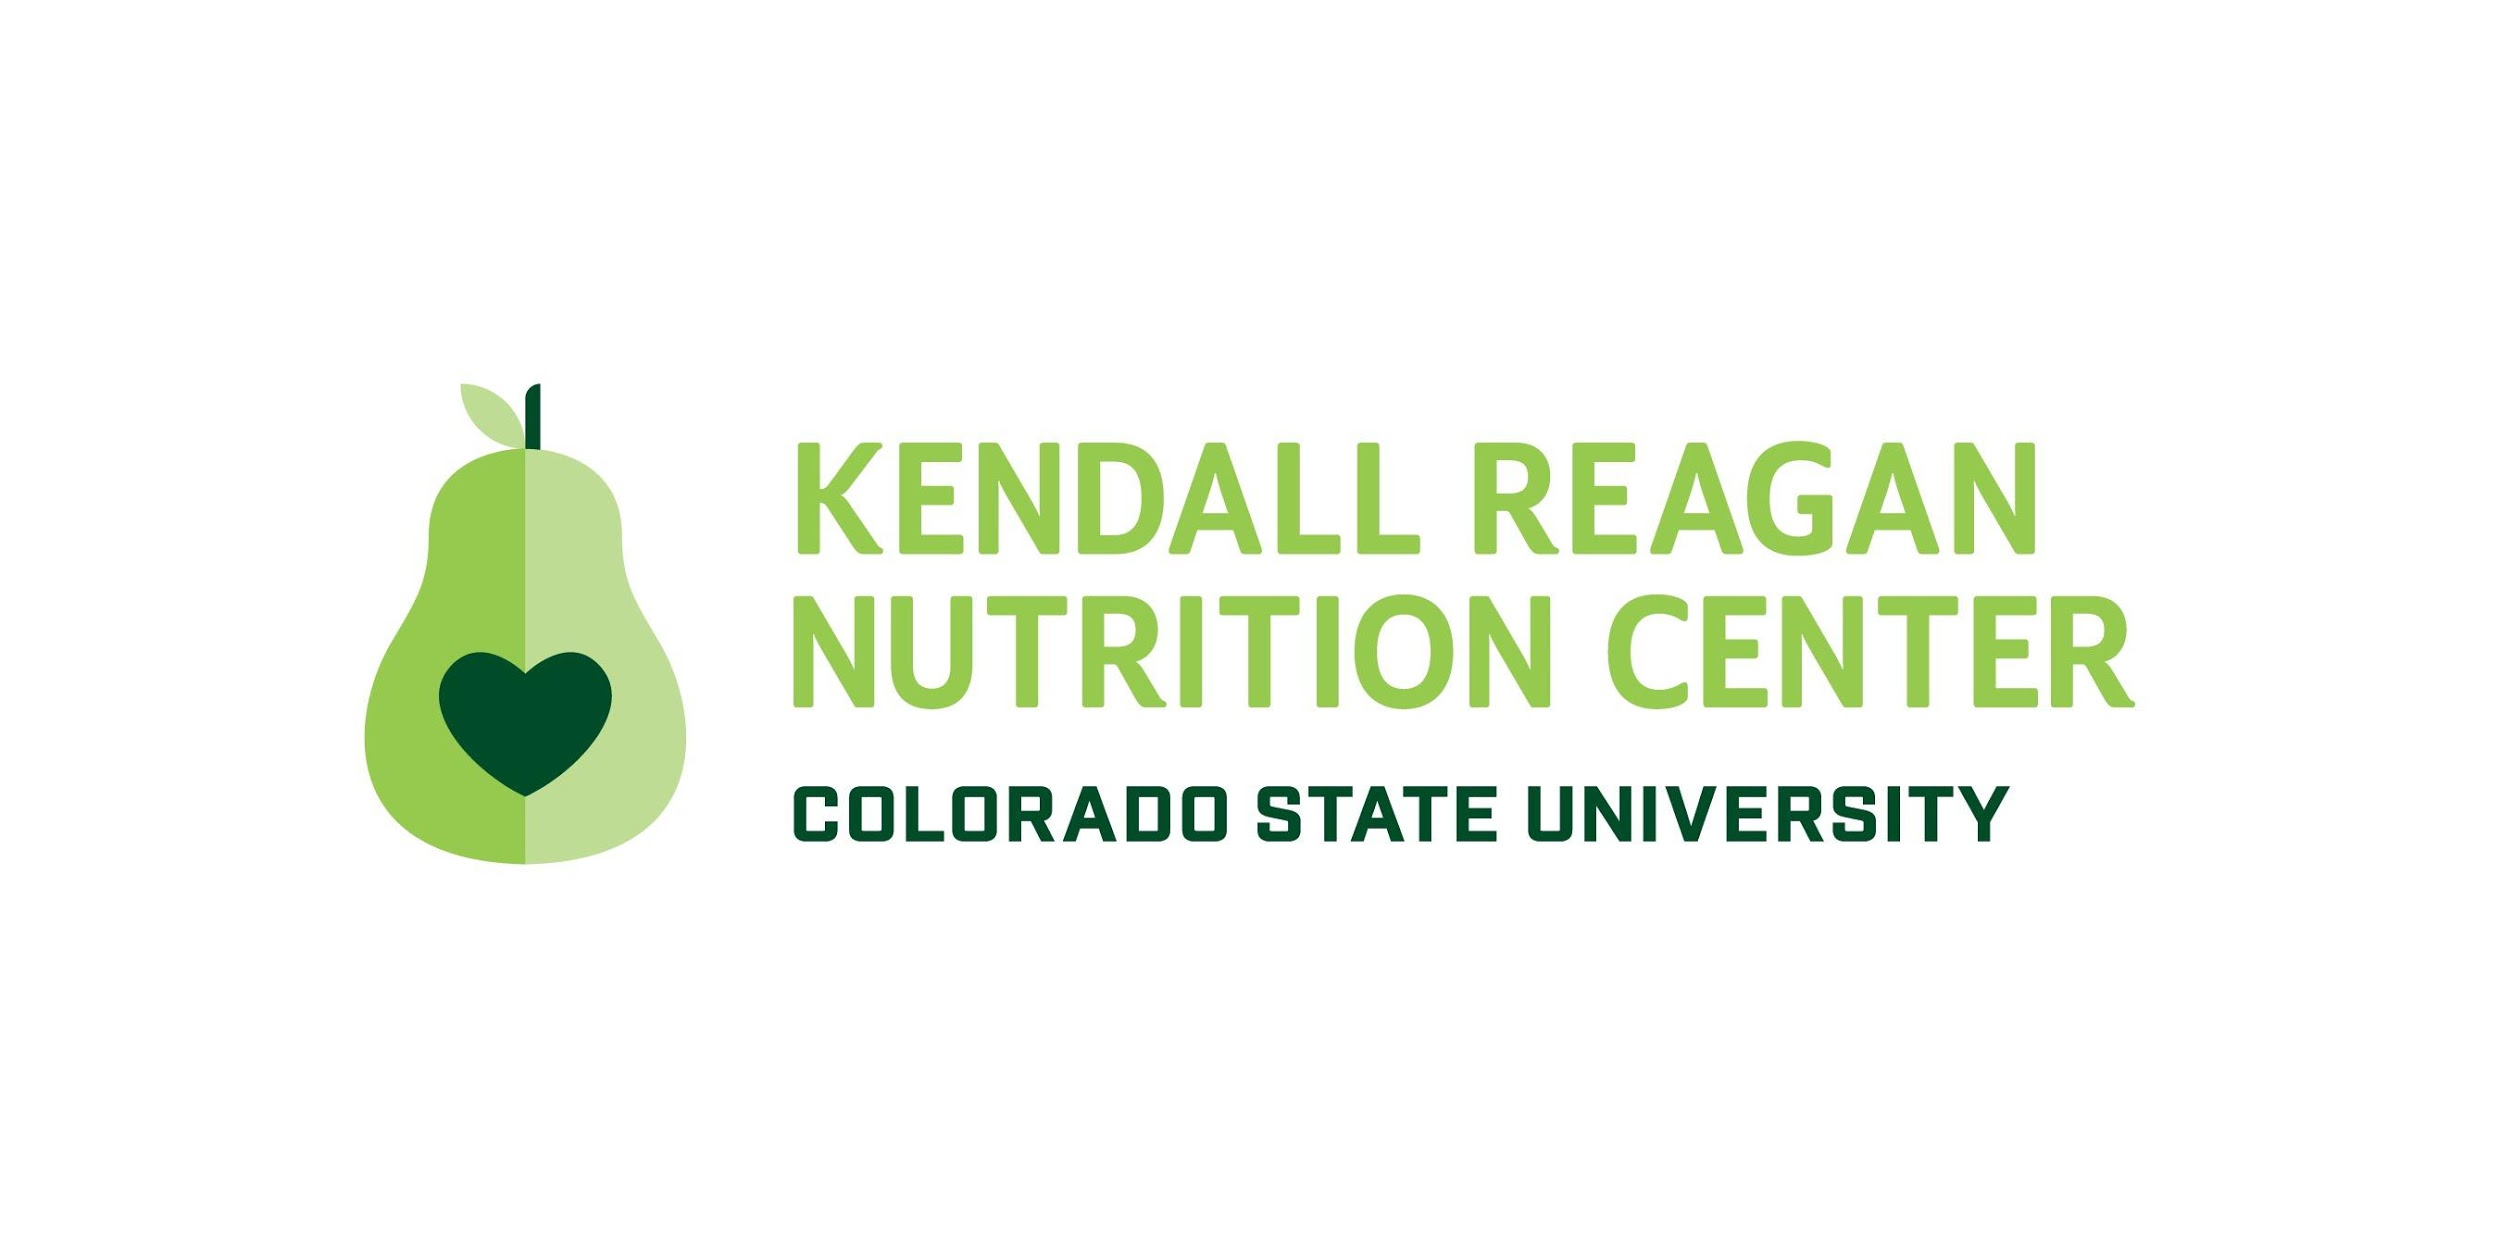 KENDALL REAGAN
NUTRITION CENTER
COLORADO STATE UNIVERSITY